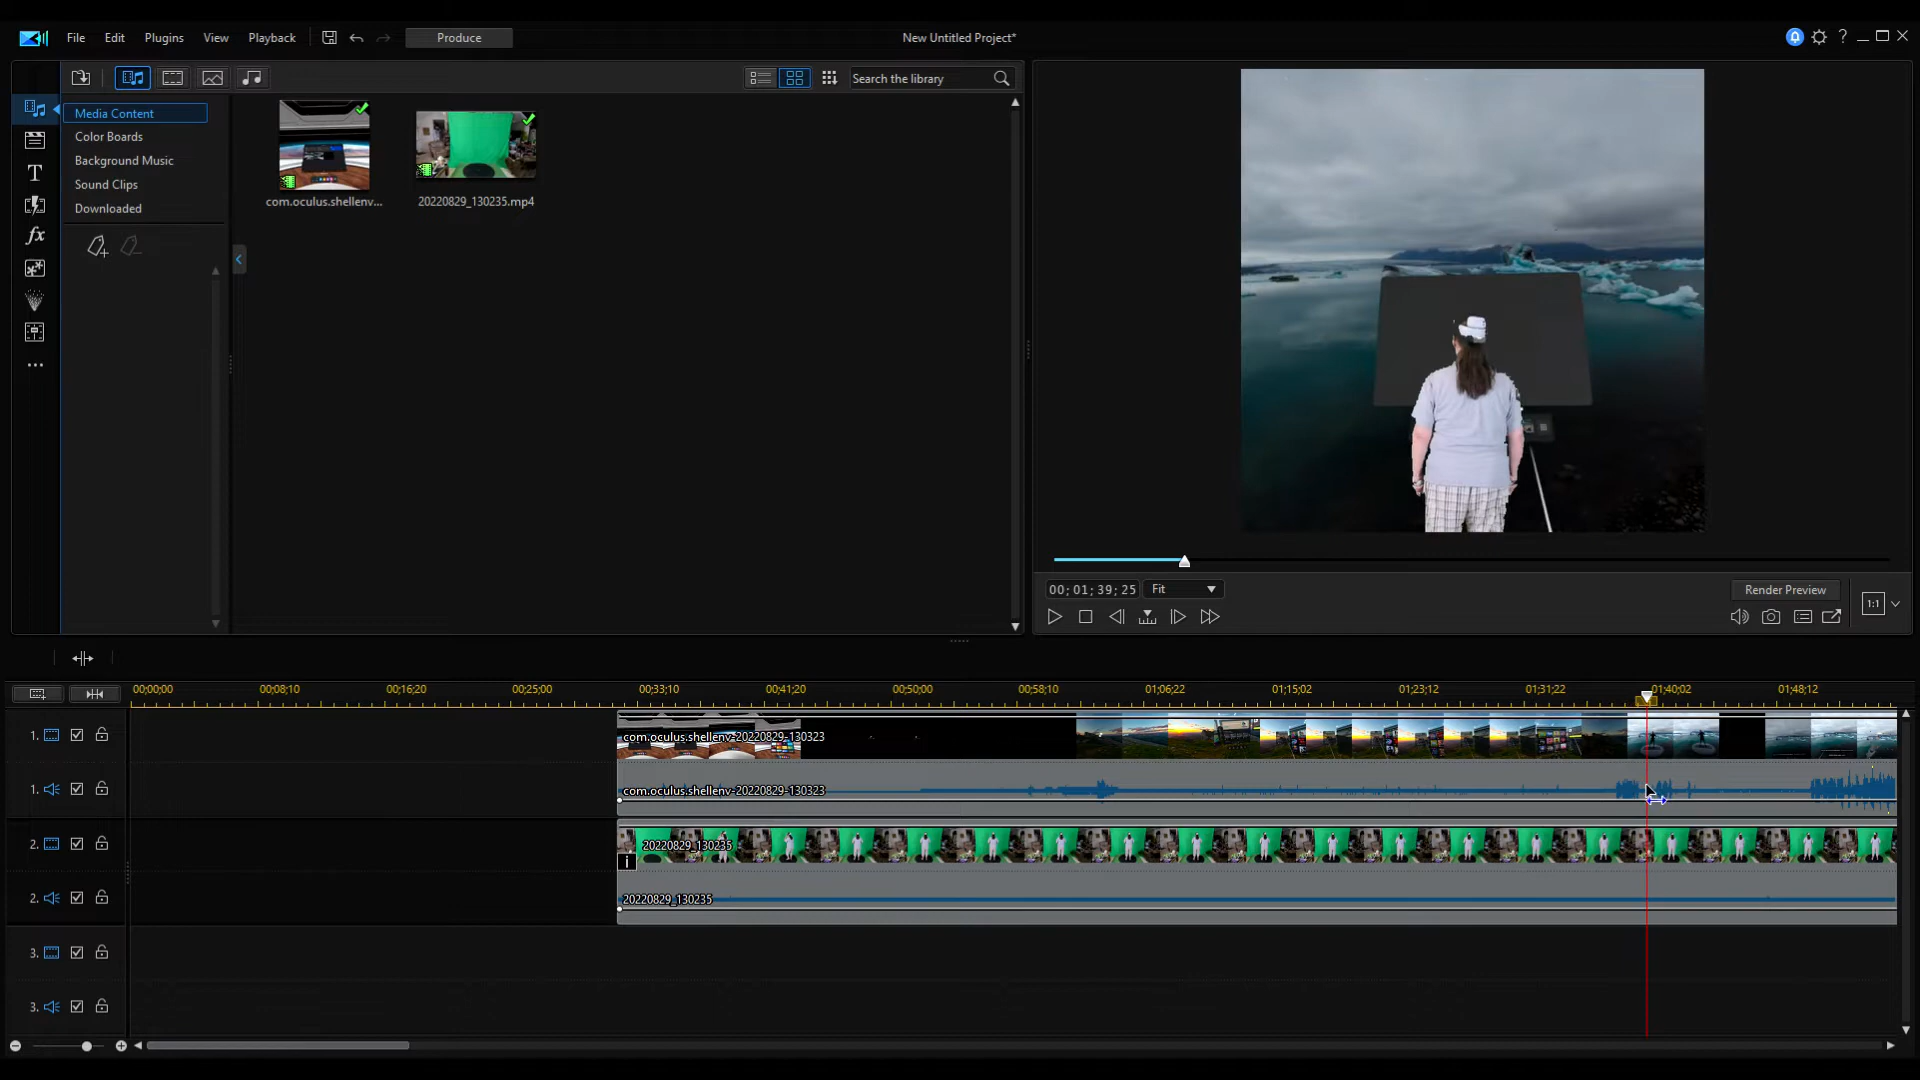 File Edit Plugins View Playback Produce New Untitled Project* ?
Search the library
Media Content
Color Boards
Background Music
Sound Clips
Downloaded
com.oculus.shellenv... 20220829_130235.mp4
T
fx
00; 01; 39; 25 Fit Render Preview
1:1
00;00;00 00;08;10 00;16;20 00;25;00 00;33;10 00;41;20 00;50;00 00;58;10 01;06;22 01;15;02 01;23;12 01;31;22 01;40;02 01;48;12
1. com.oculus.shellenv-20220829-130323
1. com.oculus.shellenv-20220829-130323
2. 20220829_130235
i
2. 20220829_130235
3.
3.